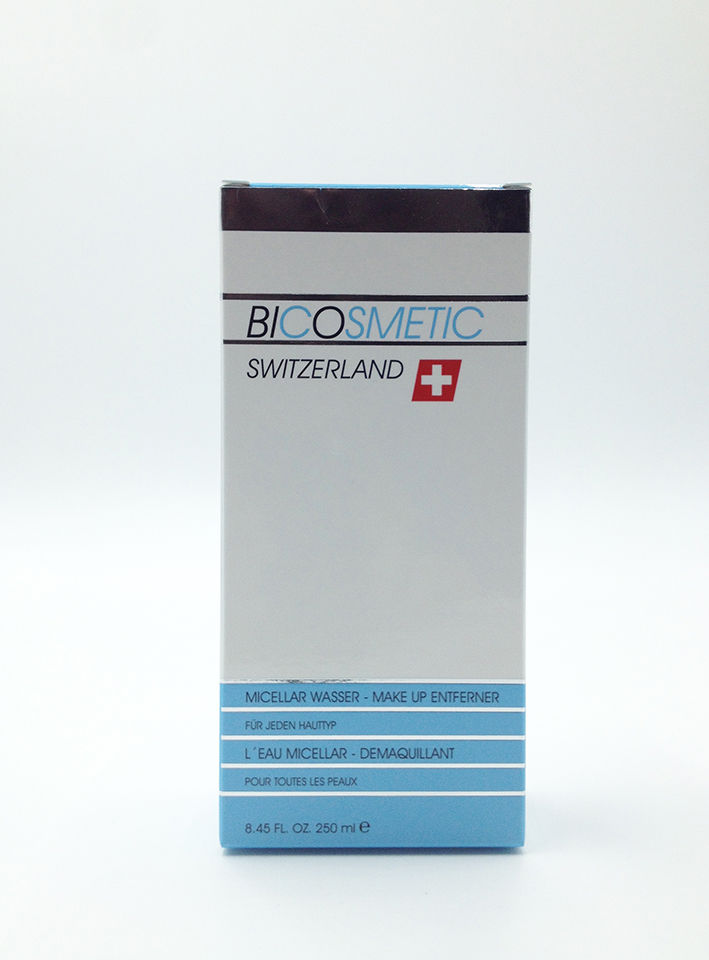 BICOSMETIC
SWITZERLAND
MICELLAR WASSER - MAKE UP ENTFERNER
FÜR JEDEN HAUTTYP
L´EAU MICELLAR - DEMAQUILLANT
POUR TOUTES LES PEAUX
8.45 FL. OZ. 250 ml ℮